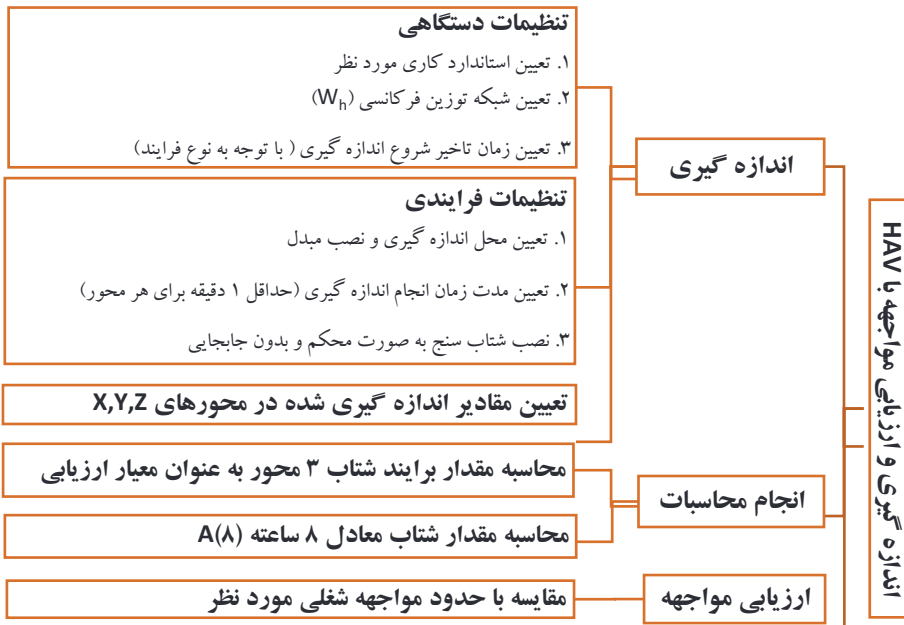 اندازه گیری و ارزیابی مواجهه با HAV
اندازه گیری
تنظیمات دستگاهی
۱. تعیین استاندارد کاری مورد نظر
۲. تعیین شبکه توزین فرکانسی (Wh)
۳. تعیین زمان تاخیر شروع اندازه گیری ( با توجه به نوع فرایند)
تنظیمات فرایندی
۱. تعیین محل اندازه گیری و نصب مبدل
۲. تعیین مدت زمان انجام اندازه گیری (حداقل ۱ دقیقه برای هر محور)
۳. نصب شتاب سنج به صورت محکم و بدون جابجایی
تعیین مقادیر اندازه گیری شده در محورهای X,Y,Z
انجام محاسبات
محاسبه مقدار برایند شتاب ۳ محور به عنوان معیار ارزیابی
محاسبه مقدار شتاب معادل ۸ ساعته A(۸)
ارزیابی مواجهه
مقایسه با حدود مواجهه شغلی مورد نظر